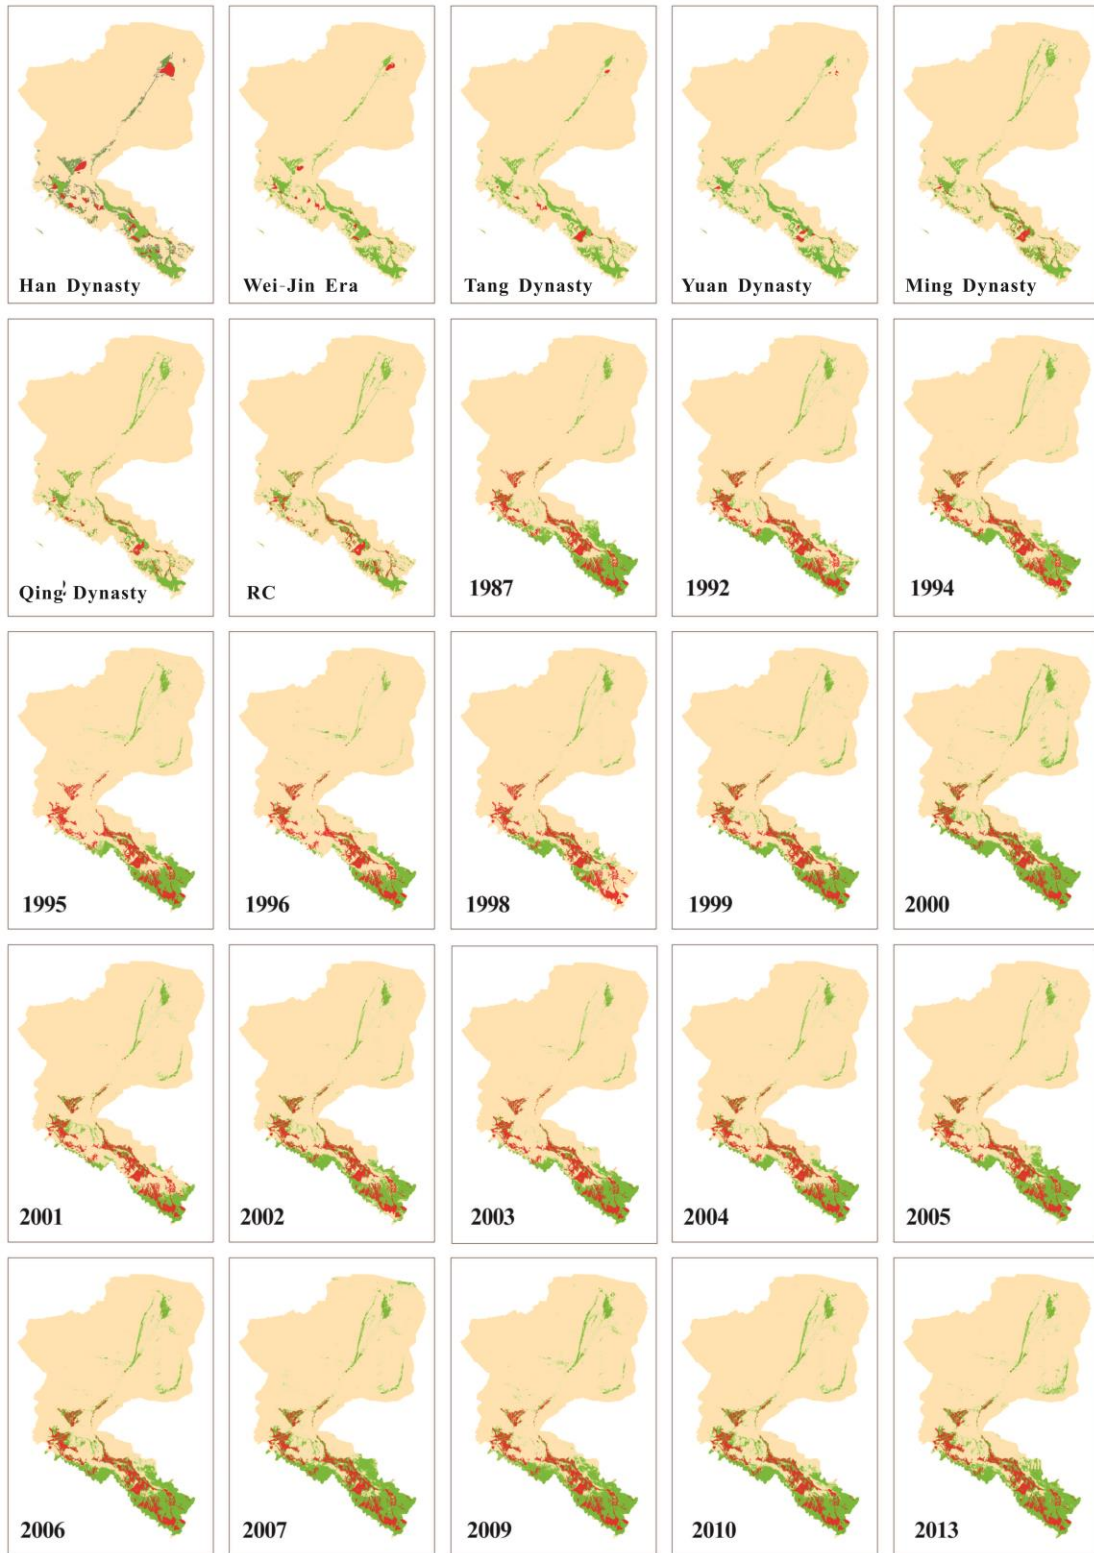 Han Dynasty
Wei-Jin Era
Tang Dynasty
Yuan Dynasty
Ming Dynasty
Qing Dynasty
RC
1987
1992
1994
1995
1996
1998
1999
2000
2001
2002
2003
2004
2005
2006
2007
2009
2010
2013